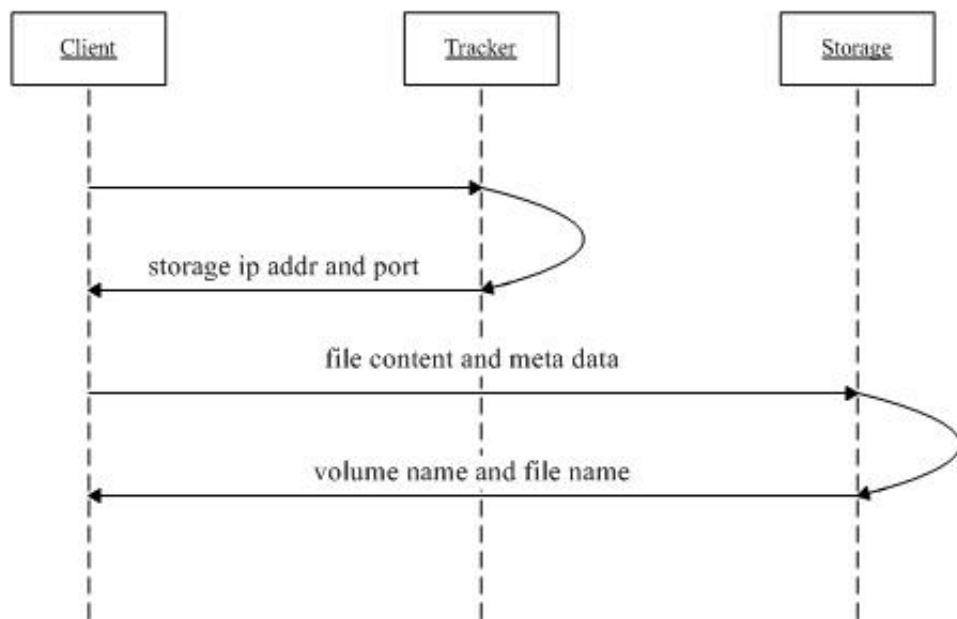 Client
Tracker
Storage
storage ip addr and port
file content and meta data
volume name and file name